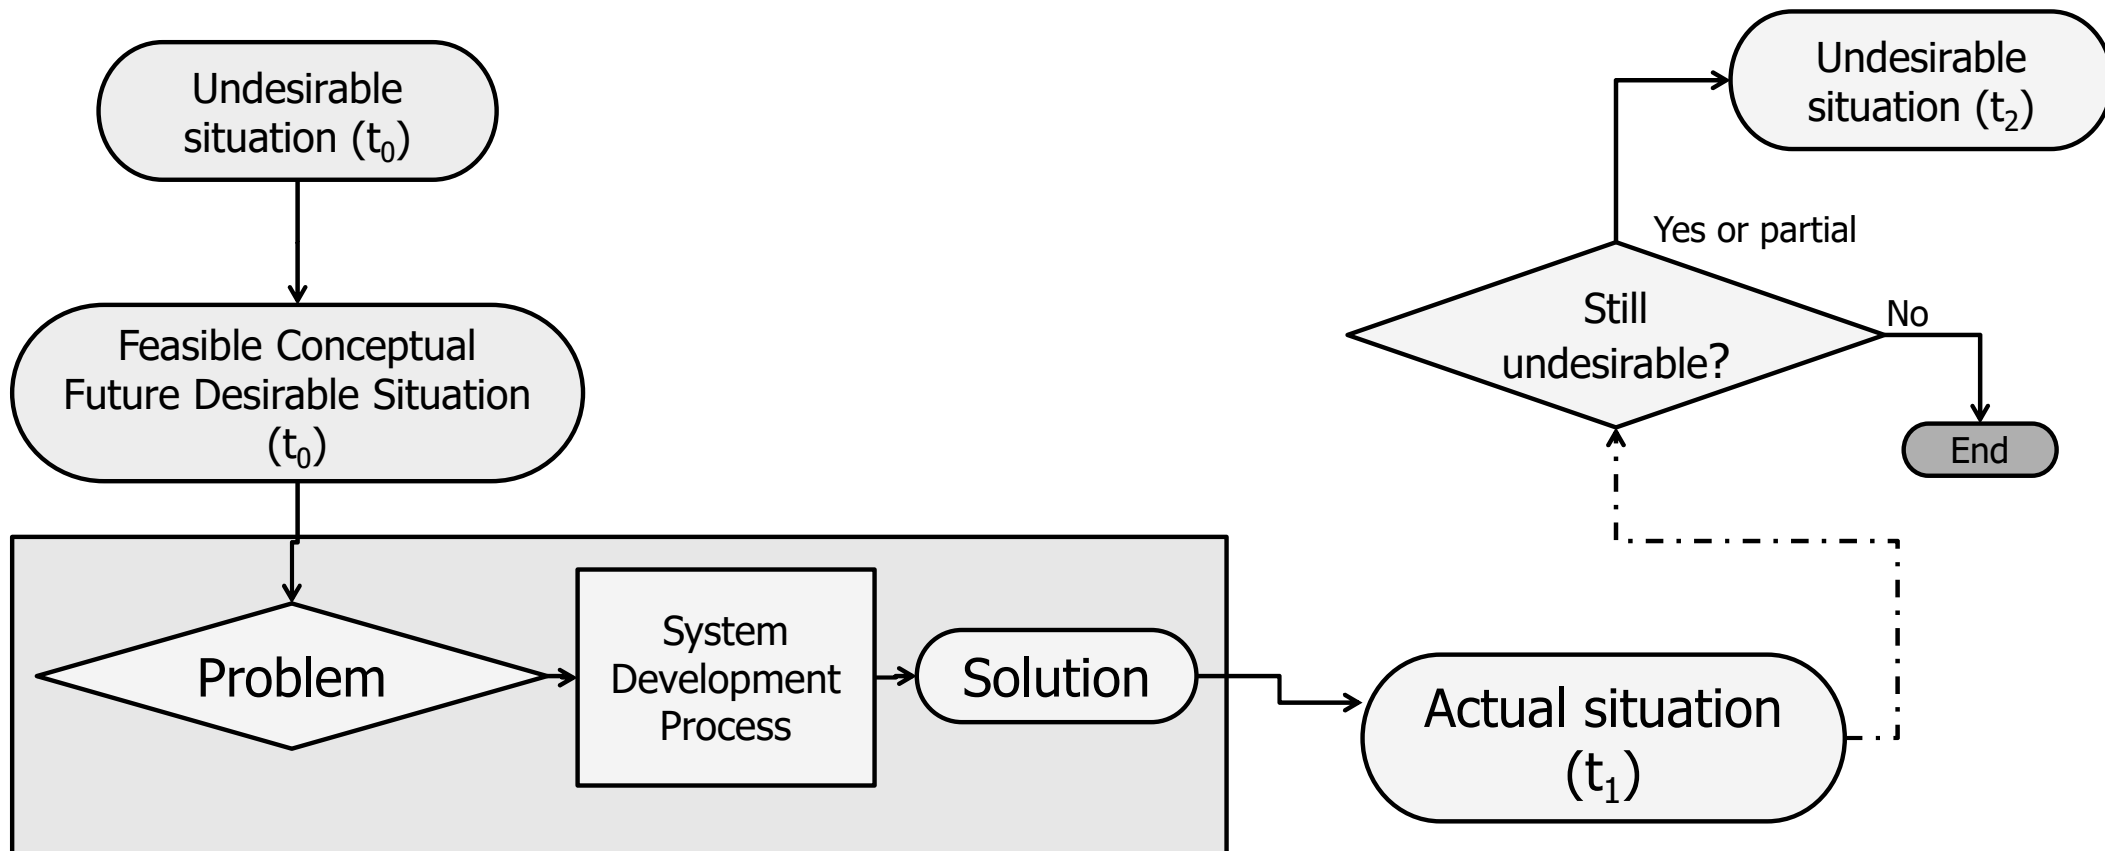 Undesirable
situation (t₀)
Feasible Conceptual
Future Desirable Situation
(t₀)
Problem
System
Development
Process
Solution
Actual situation
(t₁)
Still
undesirable?
Yes or partial
No
End
Undesirable
situation (t₂)